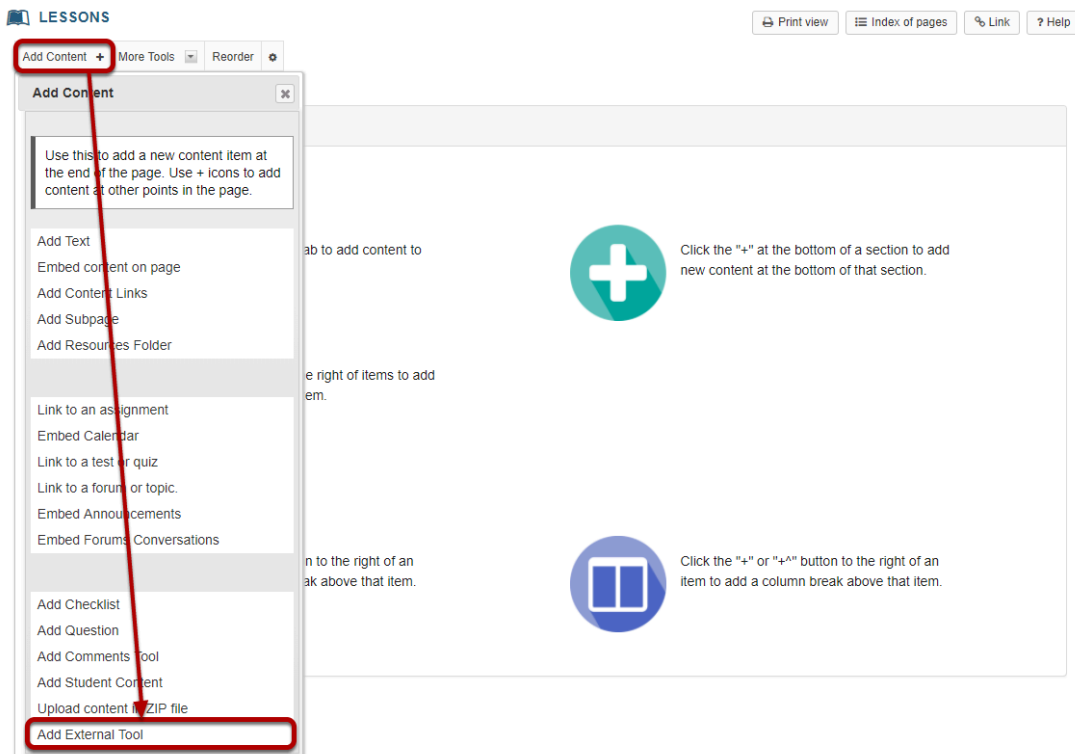 LESSONS
Print view
Index of pages
Link
? Help
Add Content +
More Tools
Reorder
Add Content
Use this to add a new content item at
the end of the page. Use + icons to add
content at other points in the page.
Add Text
Embed content on page
Add Content Links
Add Subpage
Add Resources Folder
Link to an assignment
Embed Calendar
Link to a test or quiz
Link to a forum or topic.
Embed Announcements
Embed Forums Conversations
Add Checklist
Add Question
Add Comments Tool
Add Student Content
Upload content in ZIP file
Add External Tool
ab to add content to
Click the "+" at the bottom of a section to add
new content at the bottom of that section.
e right of items to add
em.
n to the right of an
ak above that item.
Click the "+" or "+^" button to the right of an
item to add a column break above that item.